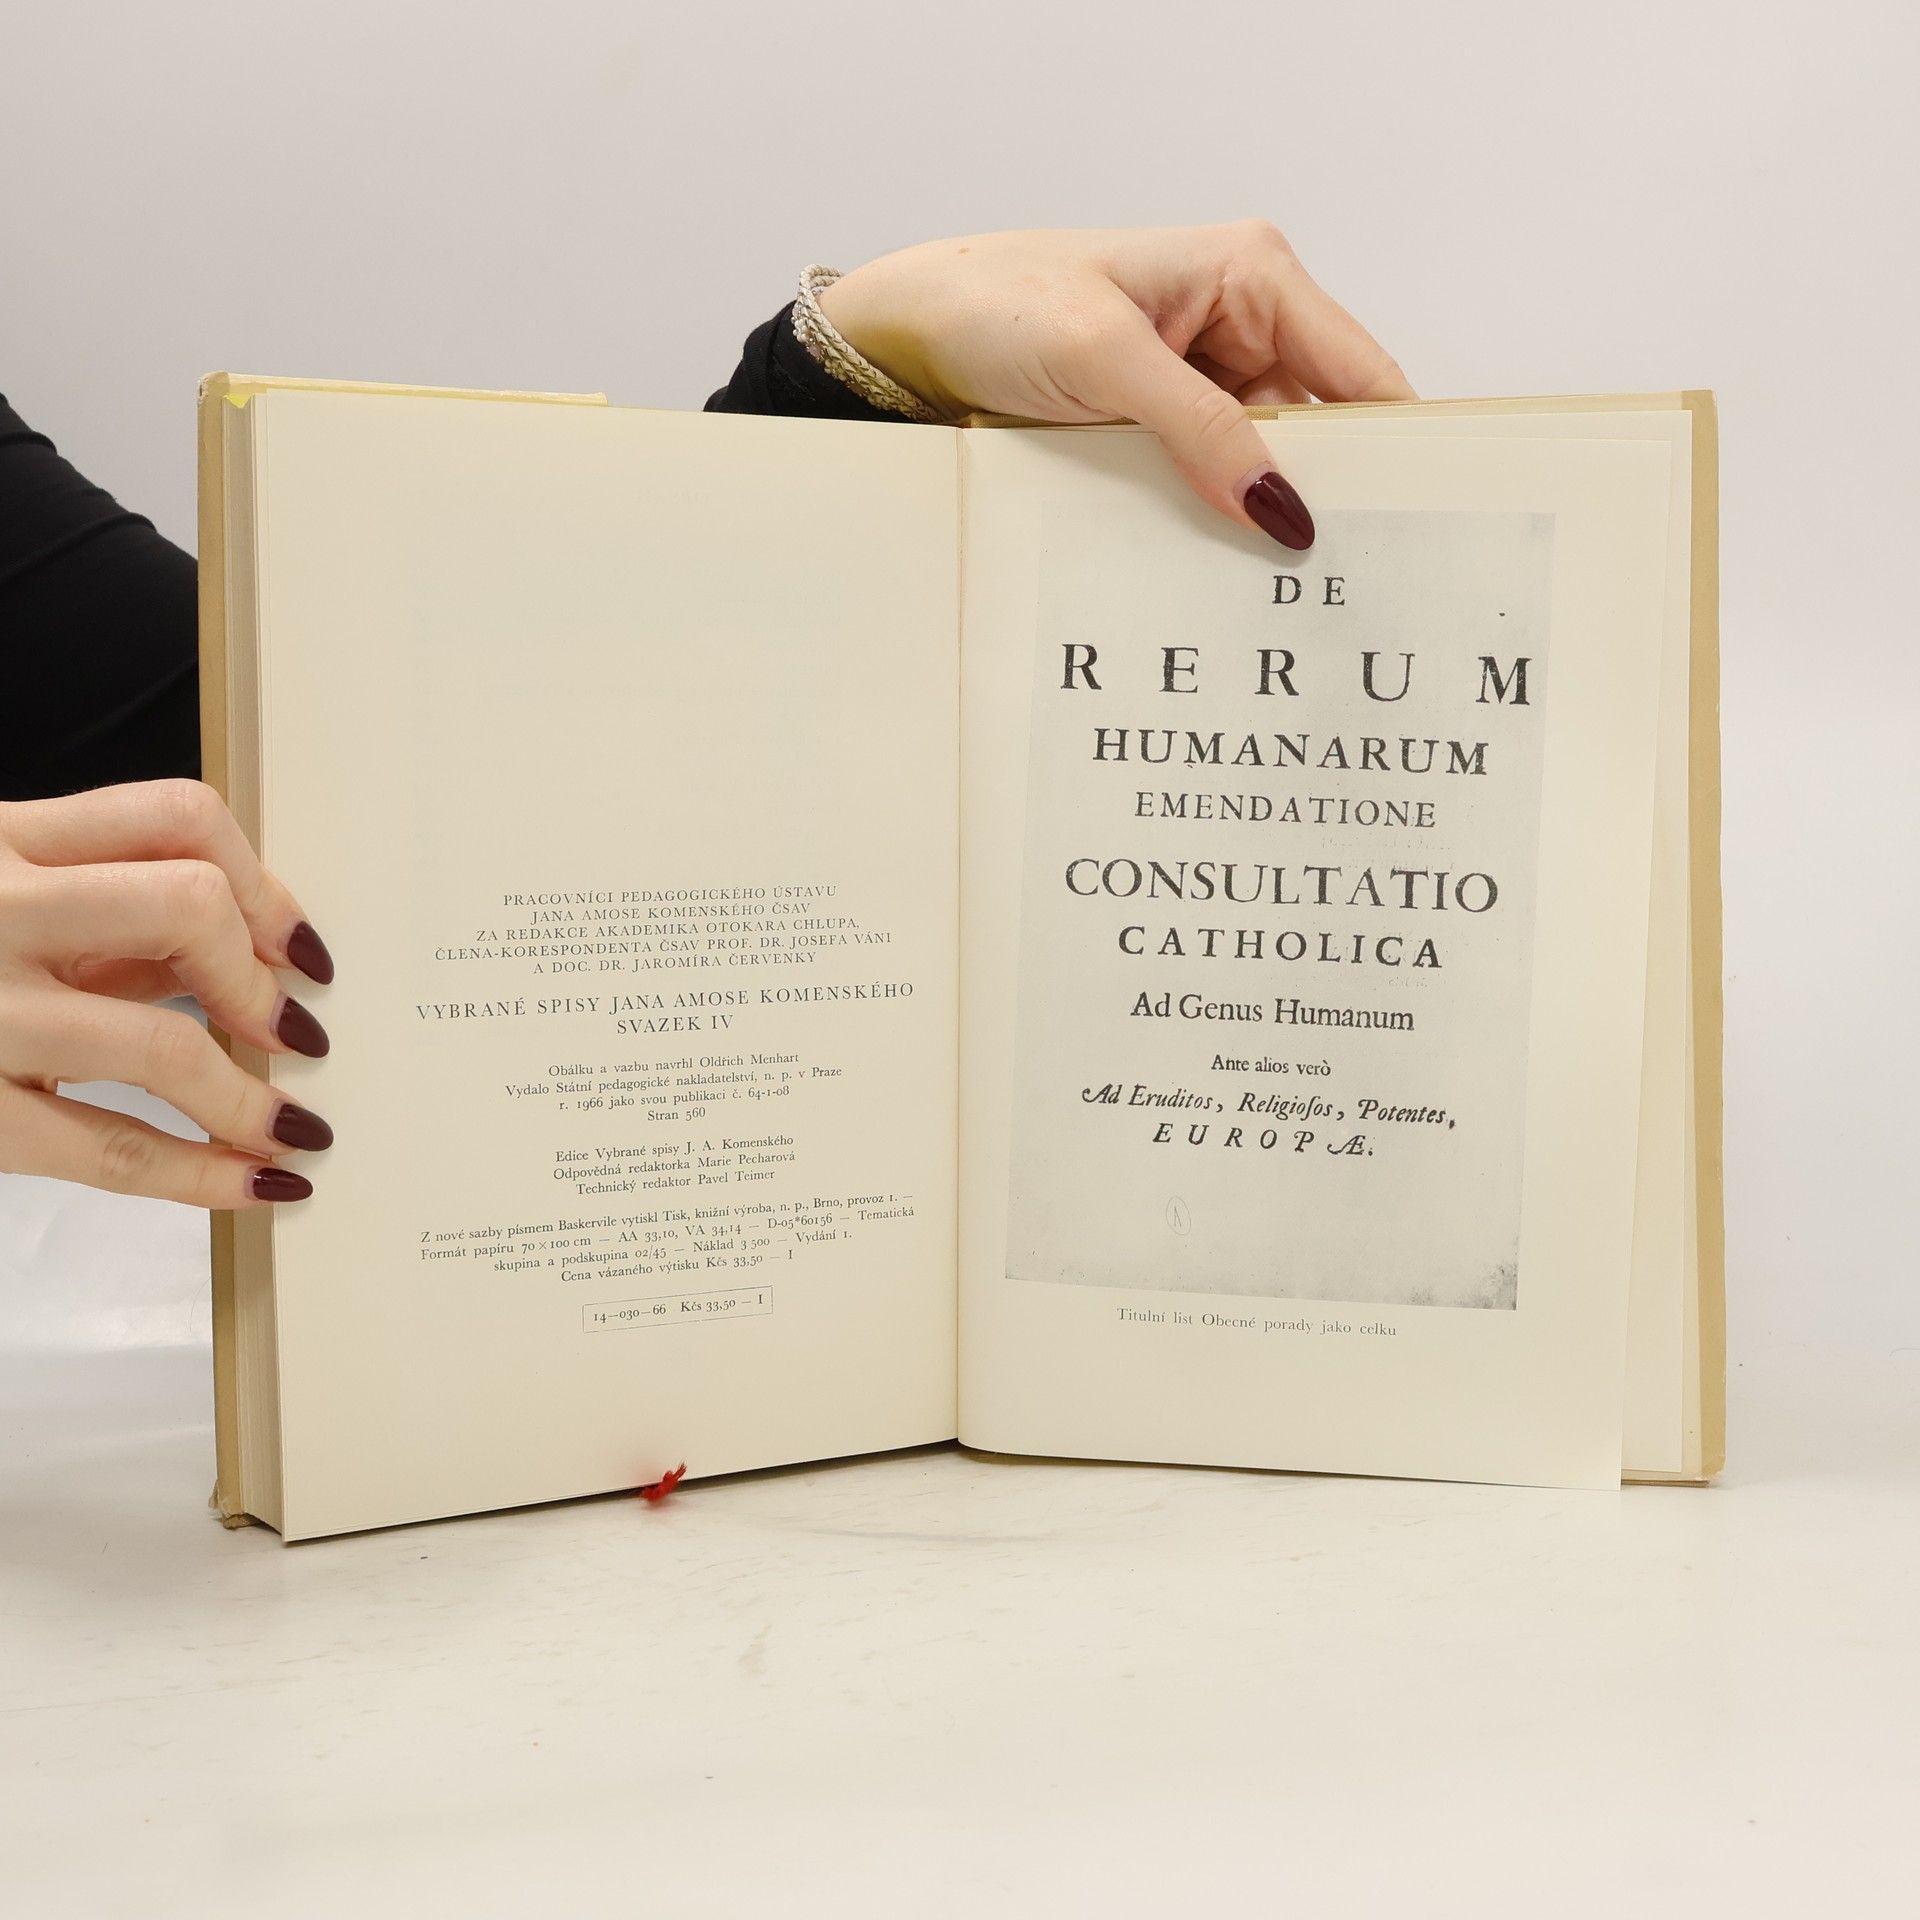 PRACOVNÍCI PEDAGOGICKÉHO ÚSTAVU
JANA AMOSE KOMENSKÉHO ČSAV
ZA REDAKCE AKADEMIKA OTOKARA CHLUPA,
ČLENA-KORESPONDENTA ČSAV PROF. DR. JOSEFA VÁNI
A DOC. DR. JAROMÍRA ČERVENKY
VYBRANÉ SPISY JANA AMOSE KOMENSKÉHO
SVAZEK IV
Obálku a vazbu navrhl Oldřich Menhart
Vydalo Státní pedagogické nakladatelství, n. p. v Praze
r. 1966 jako svou publikaci č. 64-1-08
Stran 560
Edice Vybrané spisy J. A. Komenského
Odpovědná redaktorka Marie Pecharová
Technický redaktor Pavel Teimer
Z nové sazby písmem Baskervile vytiskl Tisk, knižní výroba, n. p., Brno, provoz 1. —
Formát papíru 70 × 100 cm — AA 33,10, VA 34,14 — D-05*60156 — Tematická
skupina a podskupina 02/45 — Náklad 3 500 — Vydání 1.
Cena vázaného výtisku Kčs 33,50 — I
14—030—66 Kčs 33,50 — I
DE
RERUM
HUMANARUM
EMENDATIONE
CONSULTATIO
CATHOLICA
Ad Genus Humanum
Ante alios verò
Ad Eruditos, Religioſos, Potentes,
EUROPÆ.
A
Titulní list Obecné porady jako celku